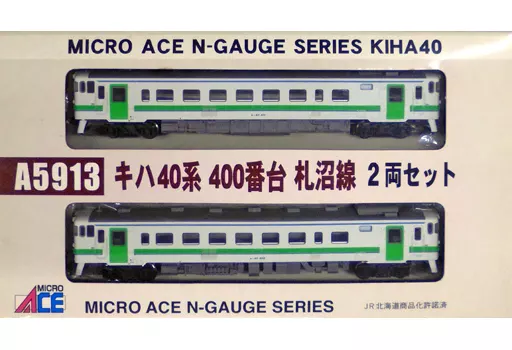 MICRO ACE N-GAUGE SERIES KIHA40
A5913 キハ40系 400番台 札沼線 2両セット
MICRO ACE
MICRO ACE N-GAUGE SERIES
JR北海道商品化許諾済